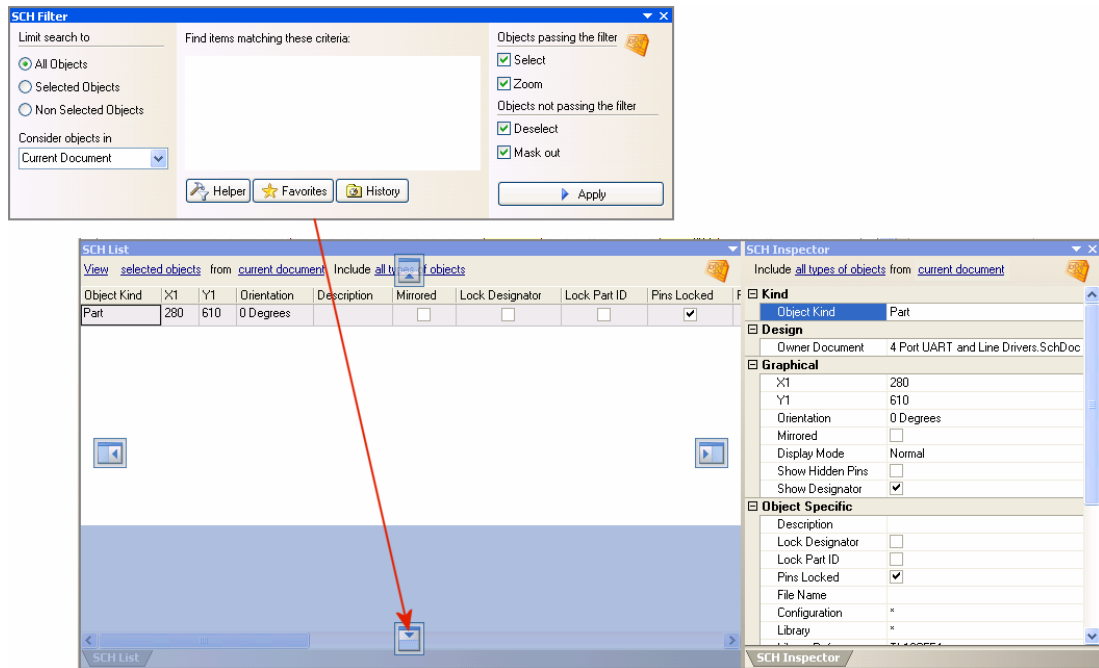 SCH Filter
Limit search to
All Objects
Selected Objects
Non Selected Objects
Consider objects in
Current Document
Find items matching these criteria:
Helper Favorites History
Objects passing the filter
Select
Zoom
Objects not passing the filter
Deselect
Mask out
Apply
SCH List
View selected objects from current document Include all types of objects
Object Kind X1 Y1 Orientation Description Mirrored Lock Designator Lock Part ID Pins Locked
Part 280 610 0 Degrees
SCH List
SCH Inspector
Include all types of objects from current document
Kind
Object Kind Part
Design
Owner Document 4 Port UART and Line Drivers.SchDoc
Graphical
X1 280
Y1 610
Orientation 0 Degrees
Mirrored
Display Mode Normal
Show Hidden Pins
Show Designator
Object Specific
Description
Lock Designator
Lock Part ID
Pins Locked
File Name
Configuration *
Library *
SCH Inspector